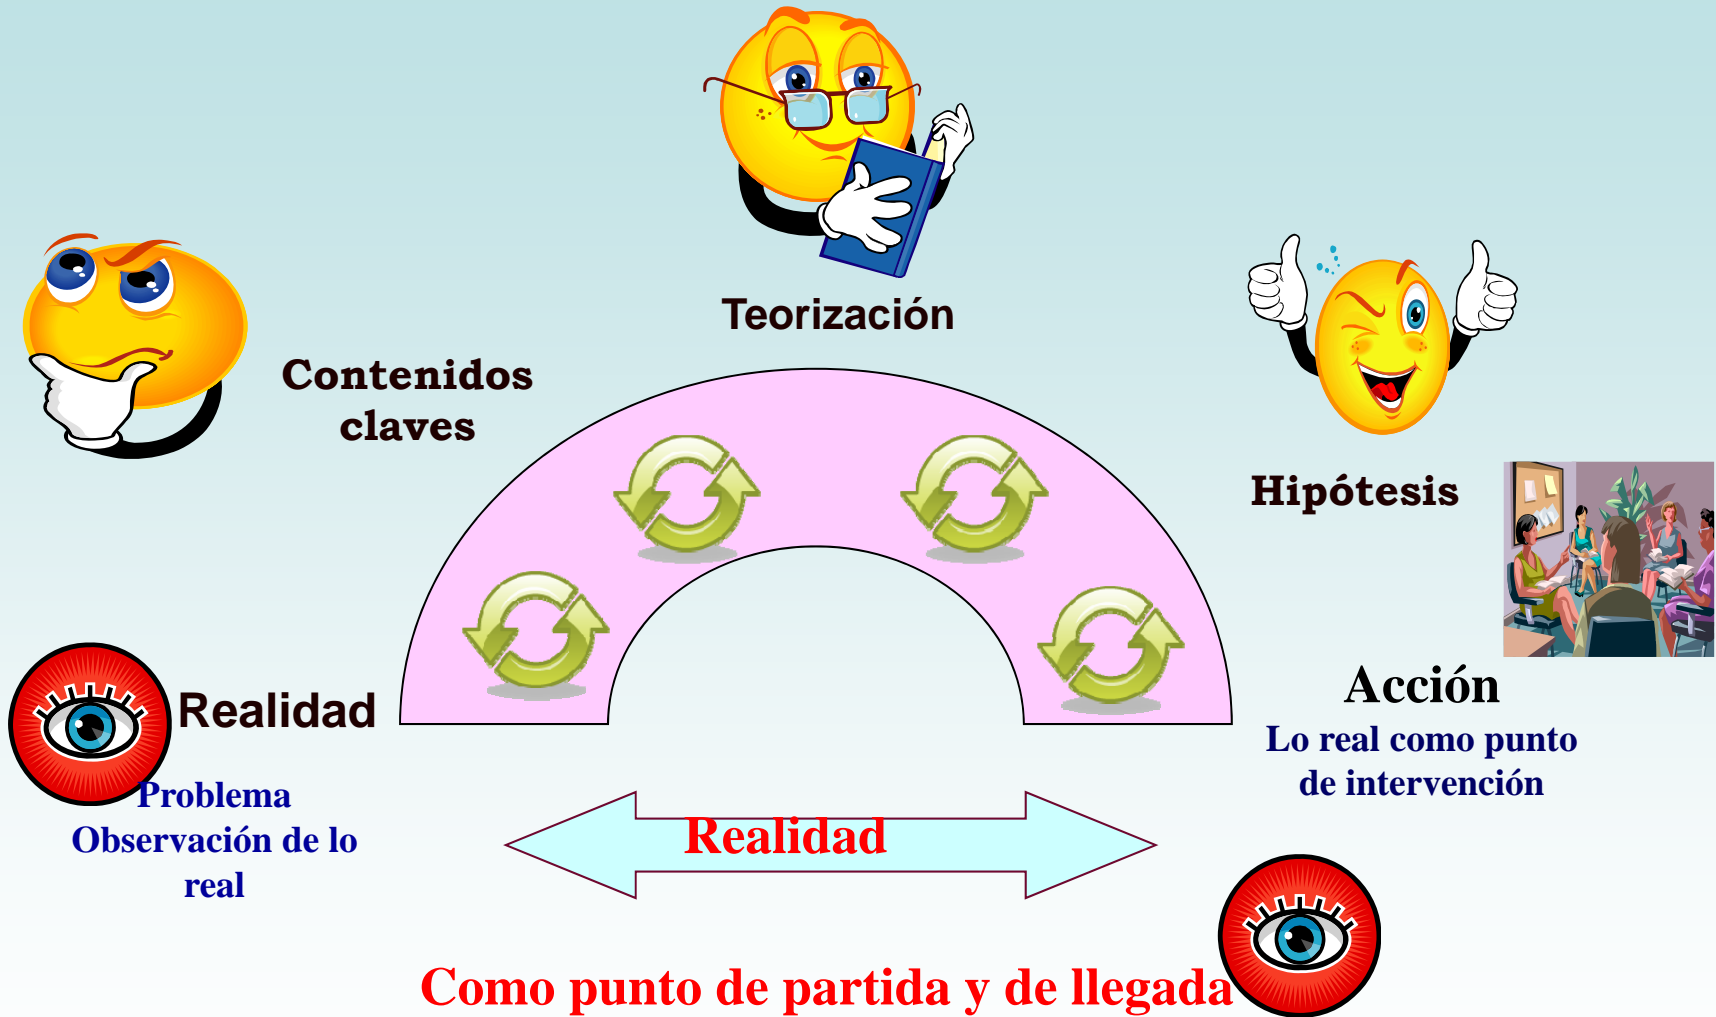 Teorización
Contenidos
claves
Hipótesis
Realidad
Problema
Observación de lo
real
Acción
Lo real como punto
de intervención
Realidad
Como punto de partida y de llegada